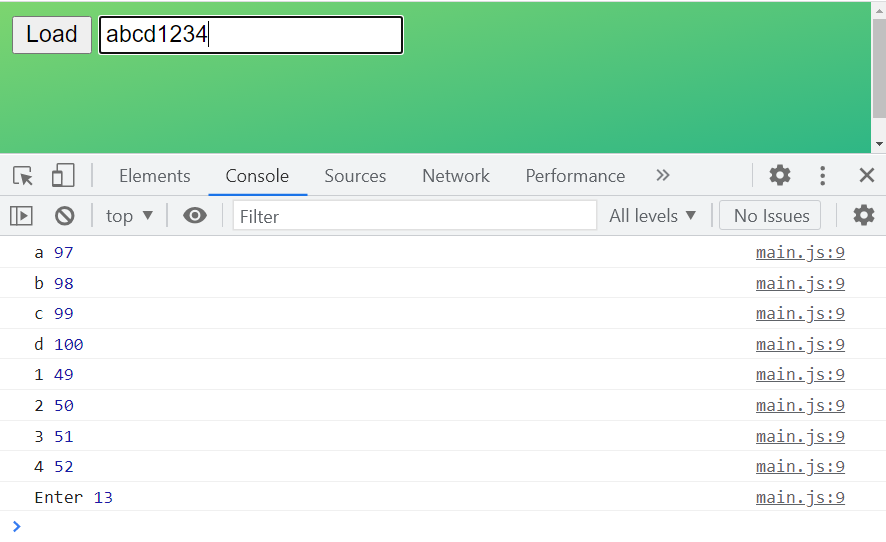 Load abcd1234
Elements Console Sources Network Performance »
top ▼ Filter All levels ▼ No Issues
a 97 main.js:9
b 98 main.js:9
c 99 main.js:9
d 100 main.js:9
1 49 main.js:9
2 50 main.js:9
3 51 main.js:9
4 52 main.js:9
Enter 13 main.js:9
>